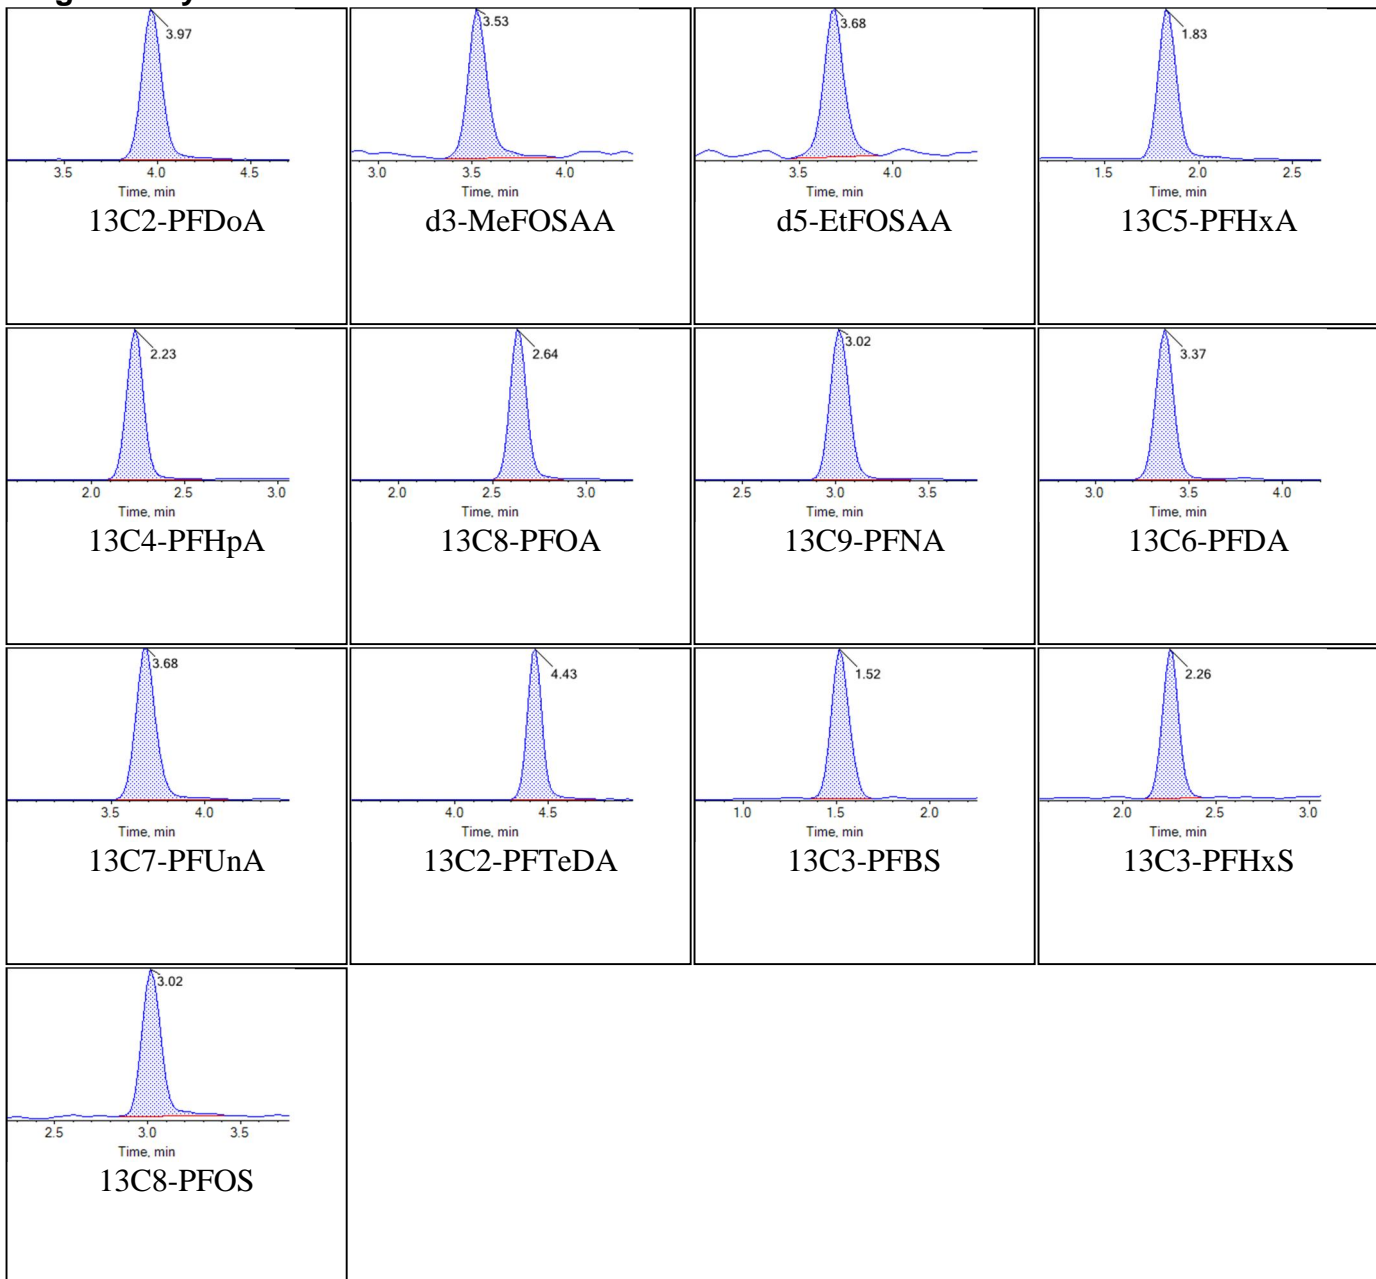 3.97
3.5 4.0 4.5
Time, min
13C2-PFDoA
3.53
3.0 3.5 4.0
Time, min
d3-MeFOSAA
3.68
3.5 4.0
Time, min
d5-EtFOSAA
1.83
1.5 2.0 2.5
Time, min
13C5-PFHxA
2.23
2.0 2.5 3.0
Time, min
13C4-PFHpA
2.64
2.0 2.5 3.0
Time, min
13C8-PFOA
3.02
2.5 3.0 3.5
Time, min
13C9-PFNA
3.37
3.0 3.5 4.0
Time, min
13C6-PFDA
3.68
3.5 4.0
Time, min
13C7-PFUnA
4.43
4.0 4.5
Time, min
13C2-PFTeDA
1.52
1.0 1.5 2.0
Time, min
13C3-PFBS
2.26
2.0 2.5 3.0
Time, min
13C3-PFHxS
3.02
2.5 3.0 3.5
Time, min
13C8-PFOS